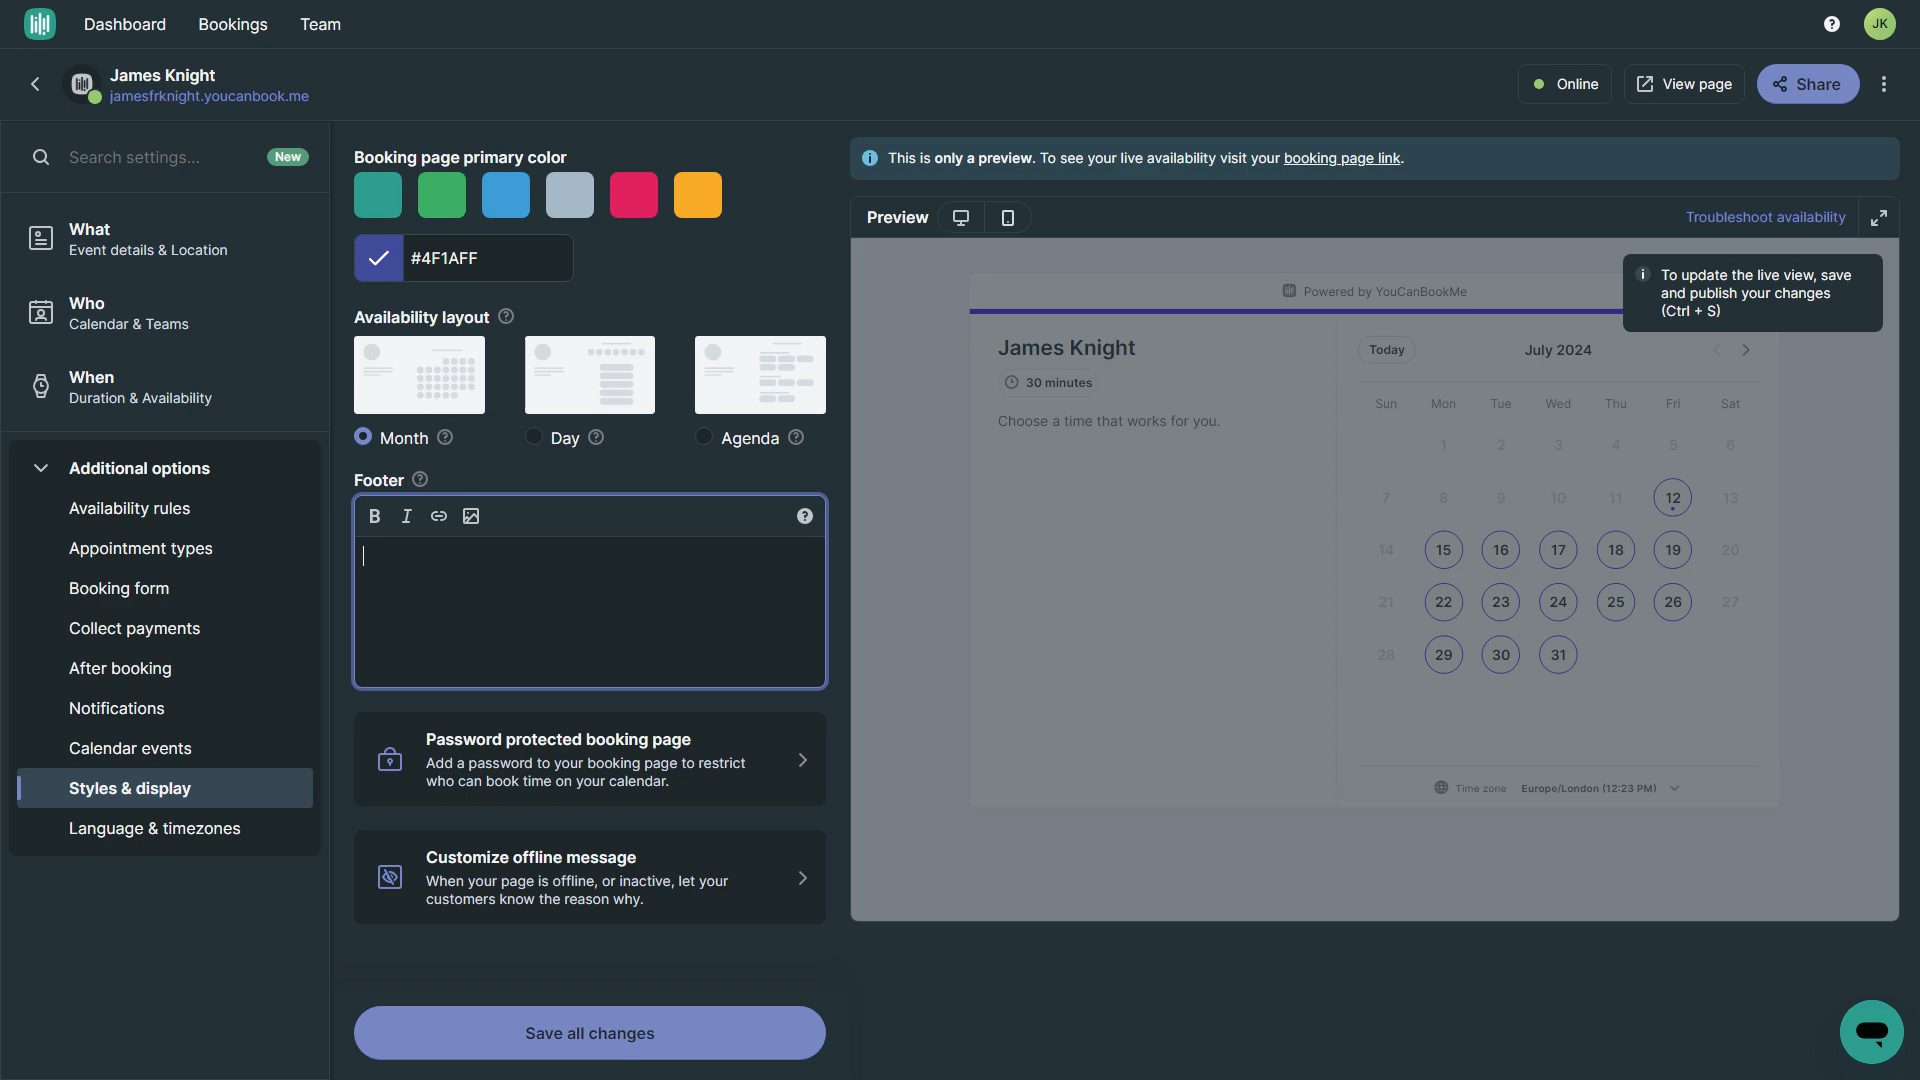 Dashboard
Bookings
Team
?
JK
James Knight
jamesfrknight.youcanbook.me
Online
View page
Share
Search settings...
New
What
Event details & Location
Who
Calendar & Teams
When
Duration & Availability
Additional options
Availability rules
Appointment types
Booking form
Collect payments
After booking
Notifications
Calendar events
Styles & display
Language & timezones
Booking page primary color
#4F1AFF
Availability layout ?
Month ?
Day ?
Agenda ?
Footer ?
B
I
?
Password protected booking page
Add a password to your booking page to restrict
who can book time on your calendar.
Customize offline message
When your page is offline, or inactive, let your
customers know the reason why.
Save all changes
i This is only a preview. To see your live availability visit your booking page link.
Preview
Troubleshoot availability
i To update the live view, save
and publish your changes
(Ctrl + S)
Powered by YouCanBookMe
James Knight
30 minutes
Choose a time that works for you.
Today
July 2024
Sun Mon Tue Wed Thu Fri Sat
1 2 3 4 5 6
7 8 9 10 11 12 13
14 15 16 17 18 19 20
21 22 23 24 25 26 27
28 29 30 31
Time zone Europe/London (12:23 PM)